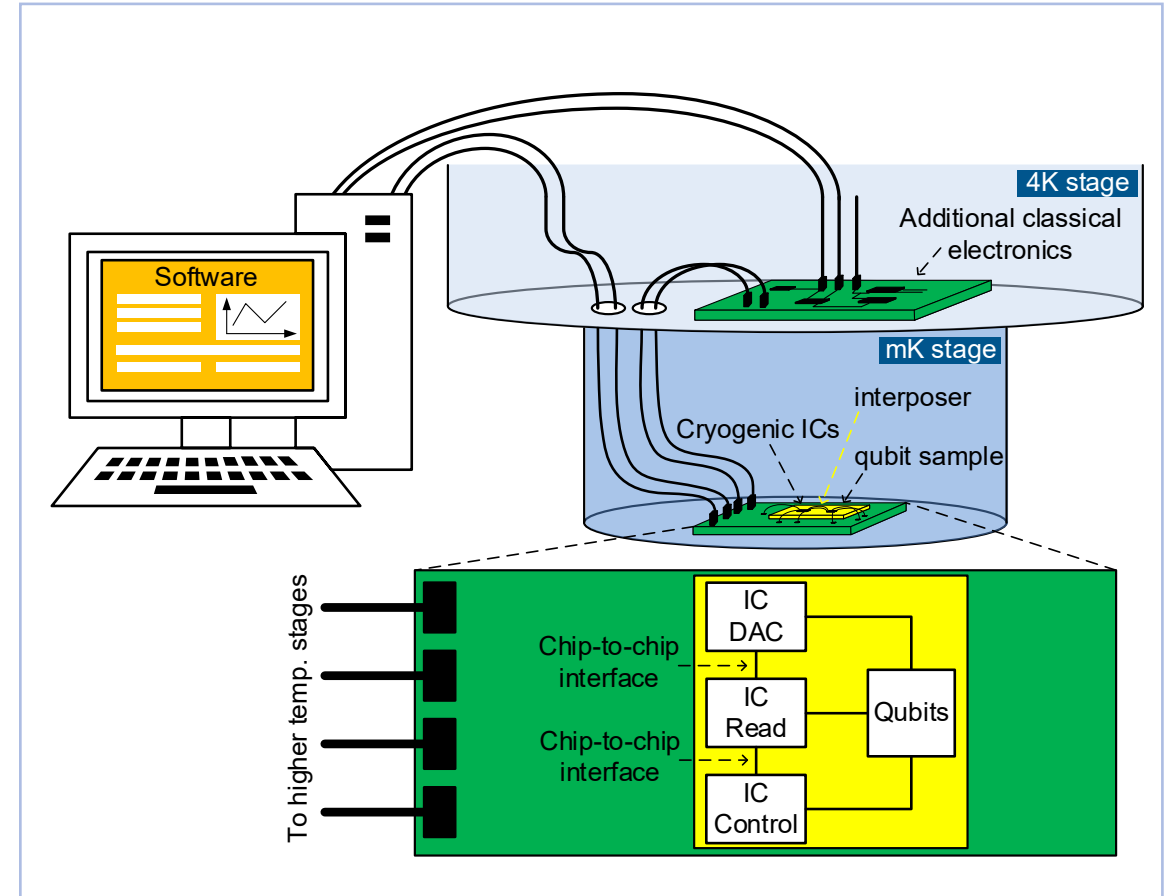 4K stage
Additional classical
electronics
Software
mK stage
interposer
Cryogenic ICs
qubit sample
To higher temp. stages
IC
DAC
Chip-to-chip
interface
IC
Read
Qubits
Chip-to-chip
interface
IC
Control